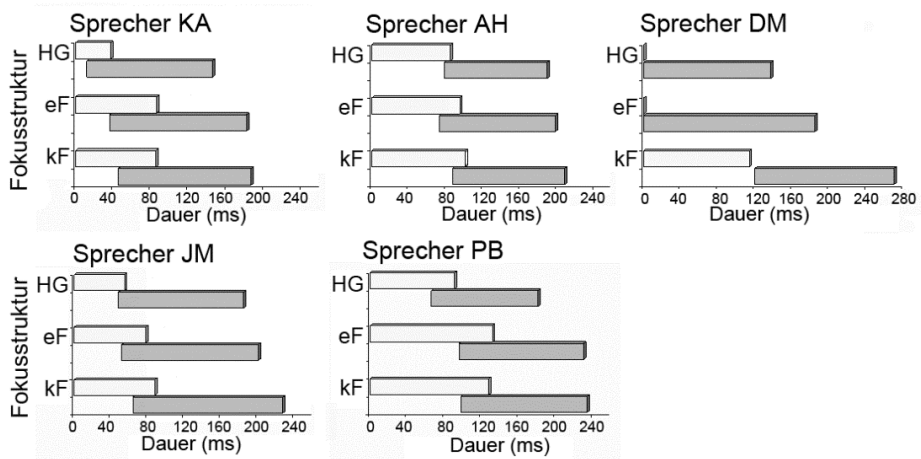 Sprecher KA
Fokusstruktur
HG
eF
kF
0 40 80 120 160 200 240
Dauer (ms)
Sprecher AH
0 40 80 120 160 200 240
Dauer (ms)
Sprecher DM
HG
eF
kF
0 40 80 120 160 200 240 280
Dauer (ms)
Sprecher JM
Fokusstruktur
HG
eF
kF
0 40 80 120 160 200 240
Dauer (ms)
Sprecher PB
HG
eF
kF
0 40 80 120 160 200 240
Dauer (ms)